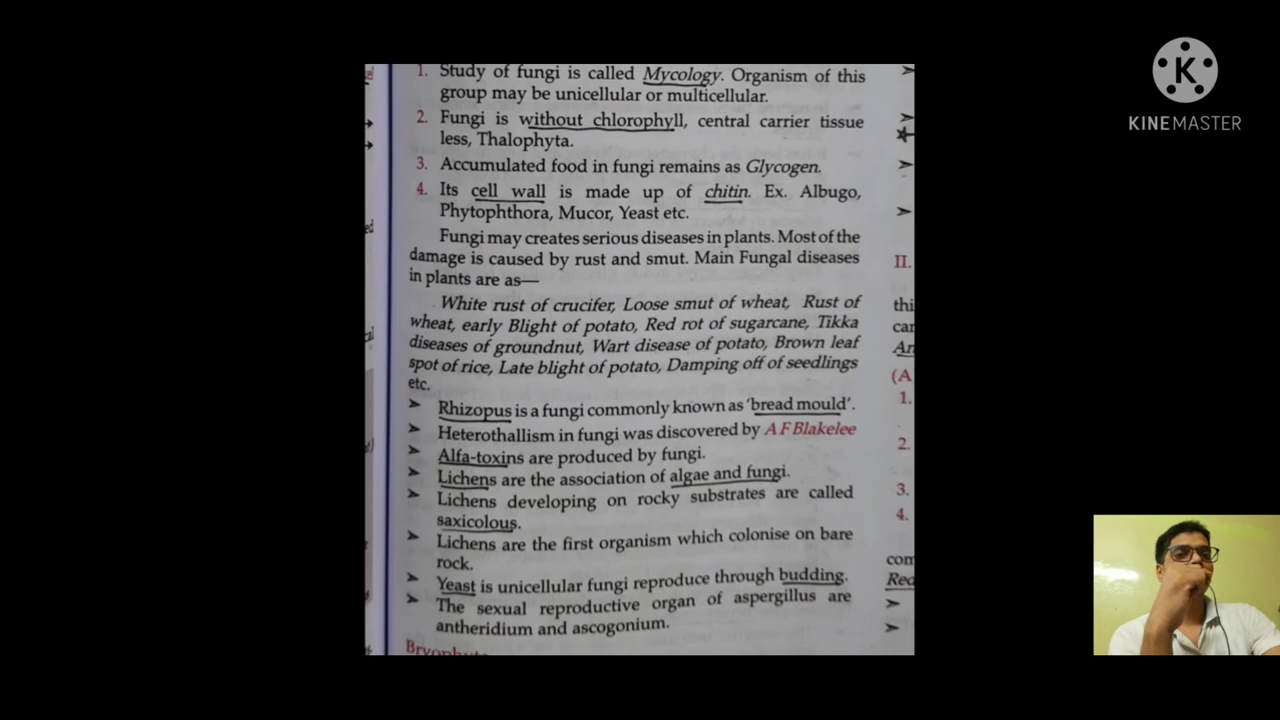 K
KINEMASTER
1. Study of fungi is called Mycology. Organism of this
group may be unicellular or multicellular.
2. Fungi is without chlorophyll, central carrier tissue
less, Thalophyta.
3. Accumulated food in fungi remains as Glycogen.
4. Its cell wall is made up of chitin. Ex. Albugo,
Phytophthora, Mucor, Yeast etc.
Fungi may creates serious diseases in plants. Most of the
damage is caused by rust and smut. Main Fungal diseases
in plants are as—
White rust of crucifer, Loose smut of wheat, Rust of
wheat, early Blight of potato, Red rot of sugarcane, Tikka
diseases of groundnut, Wart disease of potato, Brown leaf
spot of rice, Late blight of potato, Damping off of seedlings
etc.
➤ Rhizopus is a fungi commonly known as 'bread mould'.
➤ Heterothallism in fungi was discovered by A F Blakelee
➤ Alfa-toxins are produced by fungi.
➤ Lichens are the association of algae and fungi.
➤ Lichens developing on rocky substrates are called
saxicolous.
➤ Lichens are the first organism which colonise on bare
rock.
➤ Yeast is unicellular fungi reproduce through budding.
➤ The sexual reproductive organ of aspergillus are
antheridium and ascogonium.
II.
thi
car
An
(A
1.
2.
3.
4.
com
Red